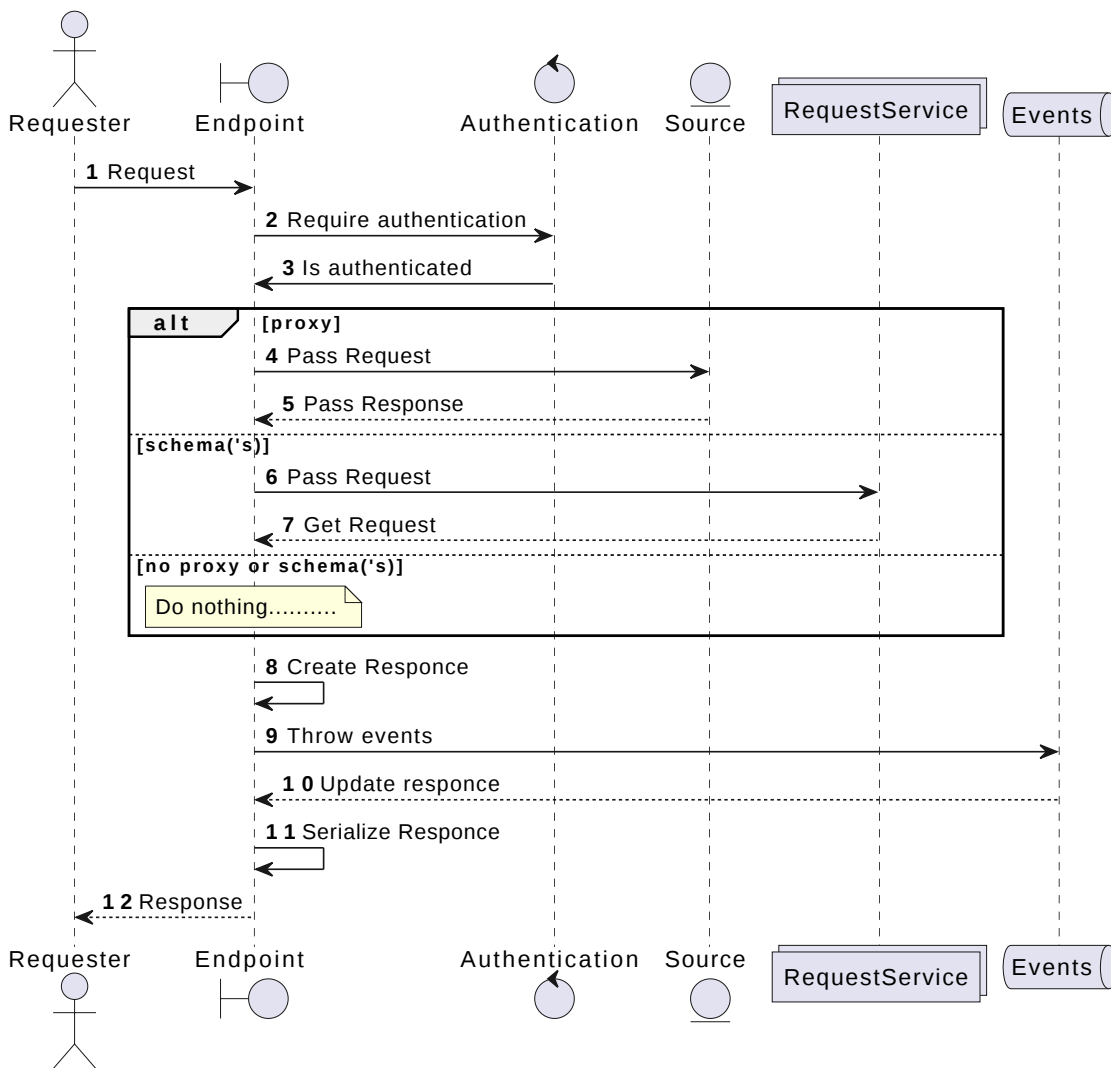 Requester
Endpoint
Authentication
Source
RequestService
Events
1 Request
2 Require authentication
3 Is authenticated
alt [proxy]
4 Pass Request
5 Pass Response
[schema('s)]
6 Pass Request
7 Get Request
[no proxy or schema('s)]
Do nothing..........
8 Create Responce
9 Throw events
10 Update responce
11 Serialize Responce
12 Response
Requester
Endpoint
Authentication
Source
RequestService
Events